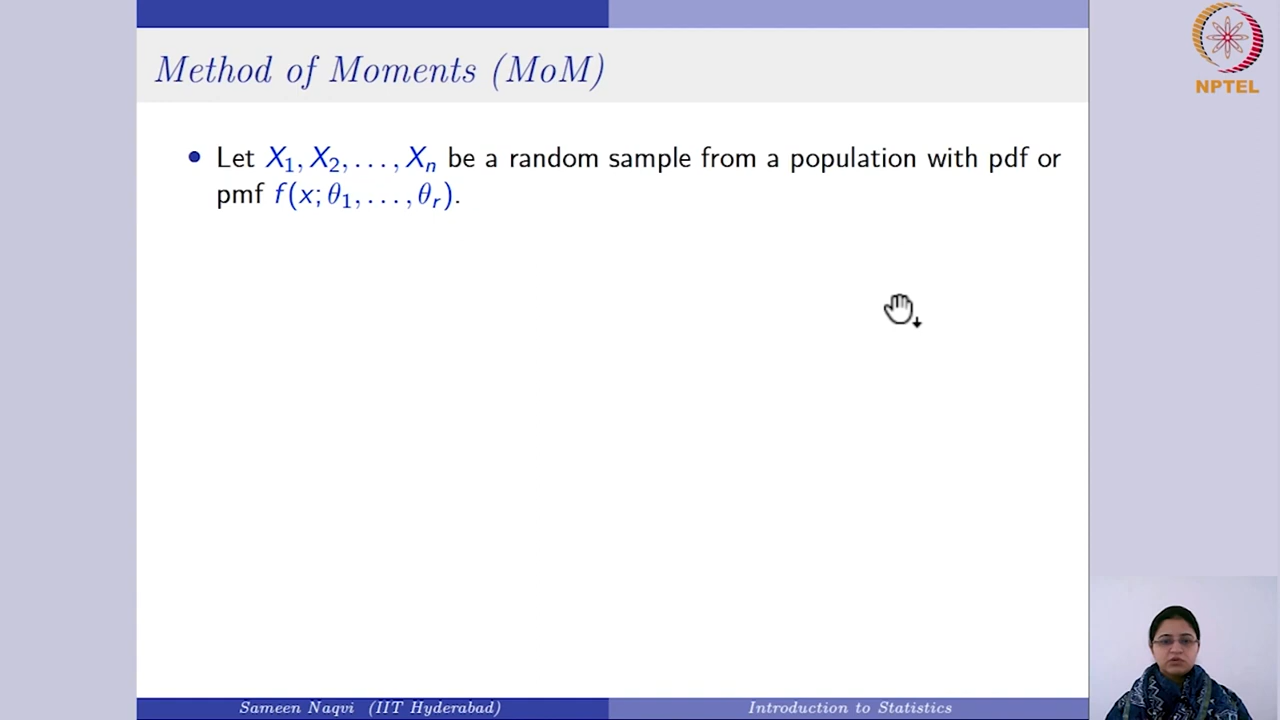 Method of Moments (MoM)
NPTEL
• Let X₁, X₂, . . . , Xₙ be a random sample from a population with pdf or
pmf f(x; θ₁, . . . , θᵣ).
Sameen Naqvi (IIT Hyderabad) Introduction to Statistics